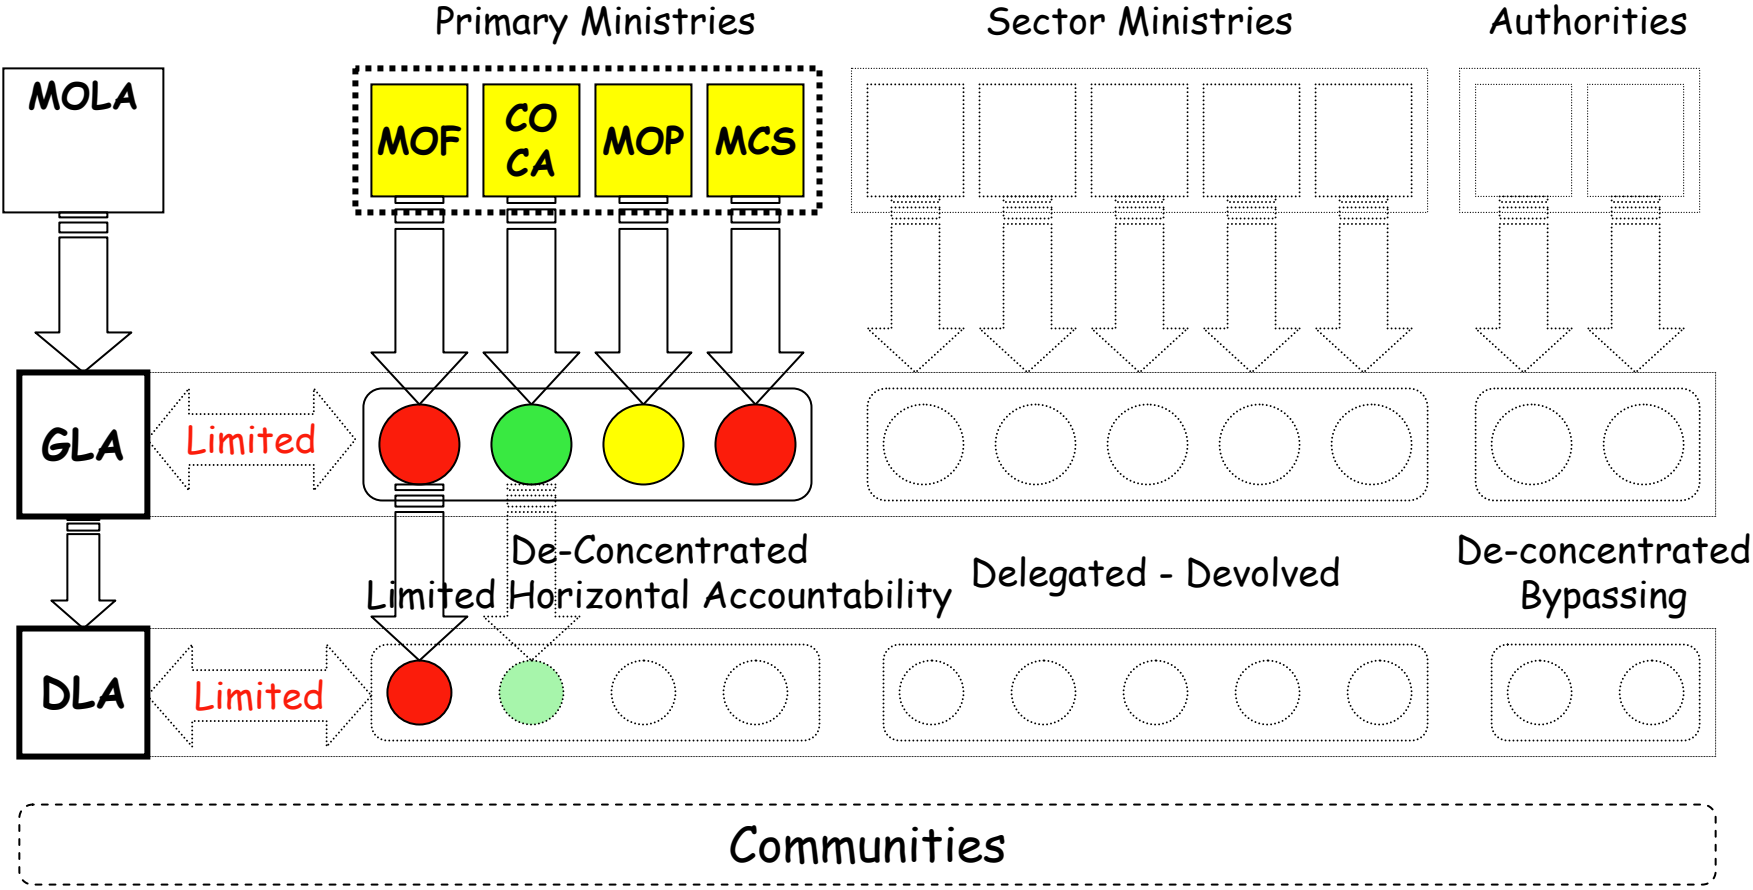 Primary Ministries
Sector Ministries
Authorities
MOLA
MOF
CO
CA
MOP
MCS
GLA
Limited
De-Concentrated
Limited Horizontal Accountability
Delegated - Devolved
De-concentrated
Bypassing
DLA
Limited
Communities